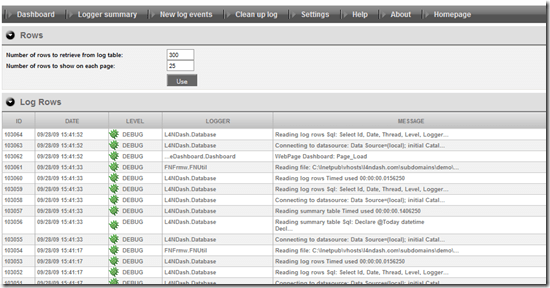 Dashboard Logger summary New log events Clean up log Settings Help About Homepage
Rows
Number of rows to retrieve from log table: 300
Number of rows to show on each page: 25
Use
Log Rows
ID DATE LEVEL LOGGER MESSAGE
103064 09/28/09 15:41:52 DEBUG L4NDash.Database Reading log rows Sql: Select Id, Date, Thread, Level, Logger...
103063 09/28/09 15:41:52 DEBUG L4NDash.Database Connecting to datasource: Data Source=(local); initial Catal...
103062 09/28/09 15:41:52 DEBUG ...eDashboard.Dashboard WebPage Dashboard: Page_Load
103061 09/28/09 15:41:33 DEBUG FNFrmw.FNUtil Reading file: C:\Inetpub\vhosts\l4ndash.com\subdomains\demo\...
103060 09/28/09 15:41:33 DEBUG L4NDash.Database Reading log rows Timed used 00:00:00.0156250
103059 09/28/09 15:41:33 DEBUG L4NDash.Database Reading log rows Sql: Select Id, Date, Thread, Level, Logger...
103058 09/28/09 15:41:33 DEBUG L4NDash.Database Connecting to datasource: Data Source=(local); initial Catal...
103057 09/28/09 15:41:33 DEBUG L4NDash.Database Reading summary table Timed used 00:00:00.1406250
103056 09/28/09 15:41:33 DEBUG L4NDash.Database Reading summary table Sql: Declare @Today datetime
Decl...
103055 09/28/09 15:41:33 DEBUG L4NDash.Database Connecting to datasource: Data Source=(local); initial Catal...
103054 09/28/09 15:41:17 DEBUG FNFrmw.FNUtil Reading file: C:\Inetpub\vhosts\l4ndash.com\subdomains\demo\...
103053 09/28/09 15:41:17 DEBUG L4NDash.Database Reading log rows Timed used 00:00:00.0156250
103052 09/28/09 15:41:17 DEBUG L4NDash.Database Reading log rows Sql: Select Id, Date, Thread, Level, Logger...
103051 09/28/09 15:41:17 DEBUG L4NDash.Database Connecting to datasource: Data Source=(local); initial Catal...